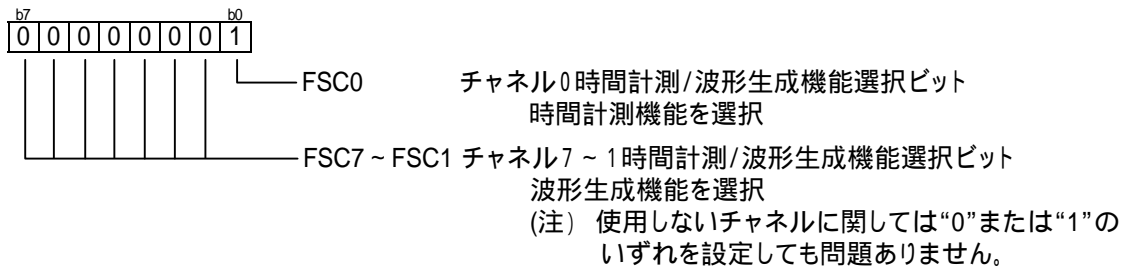 b7 b0
0 0 0 0 0 0 0 1
FSC0 チャネル0時間計測/波形生成機能選択ビット
時間計測機能を選択
FSC7 ~ FSC1 チャネル7 ~ 1時間計測/波形生成機能選択ビット
波形生成機能を選択
(注) 使用しないチャネルに関しては“0”または“1”の
いずれを設定しても問題ありません。